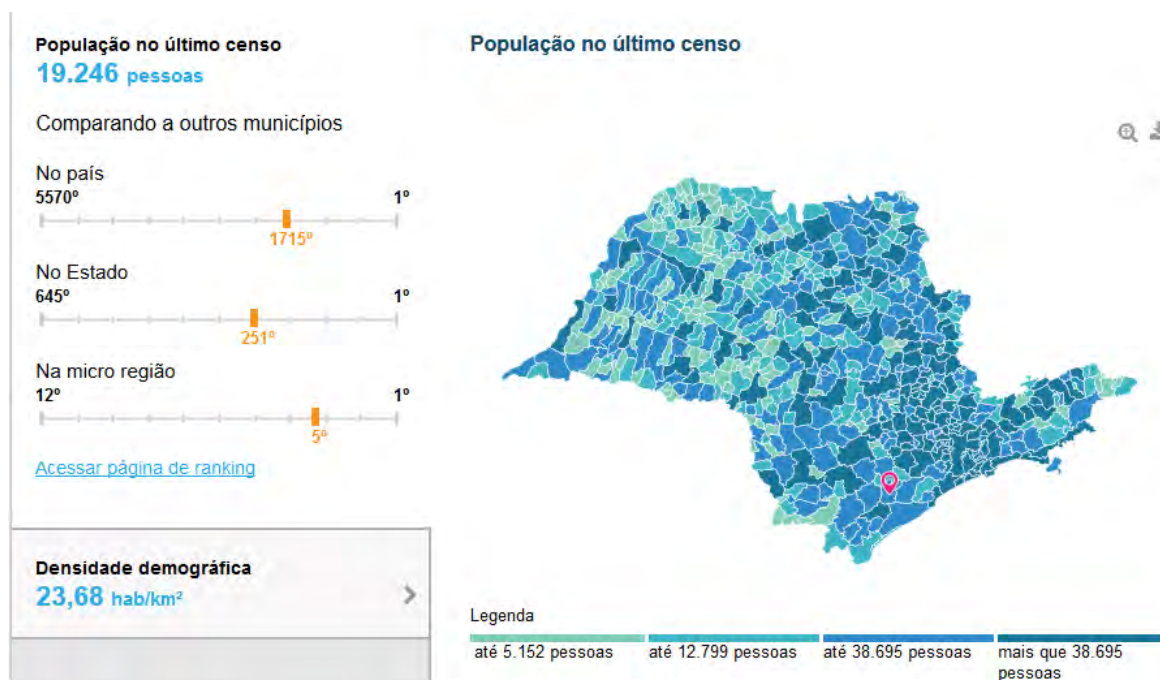 População no último censo
19.246 pessoas
Comparando a outros municípios
No país
5570º 1º
1715º
No Estado
645º 1º
251º
Na micro região
12º 1º
5º
Acessar página de ranking
Densidade demográfica
23,68 hab/km²
População no último censo
Legenda
até 5.152 pessoas
até 12.799 pessoas
até 38.695 pessoas
mais que 38.695
pessoas